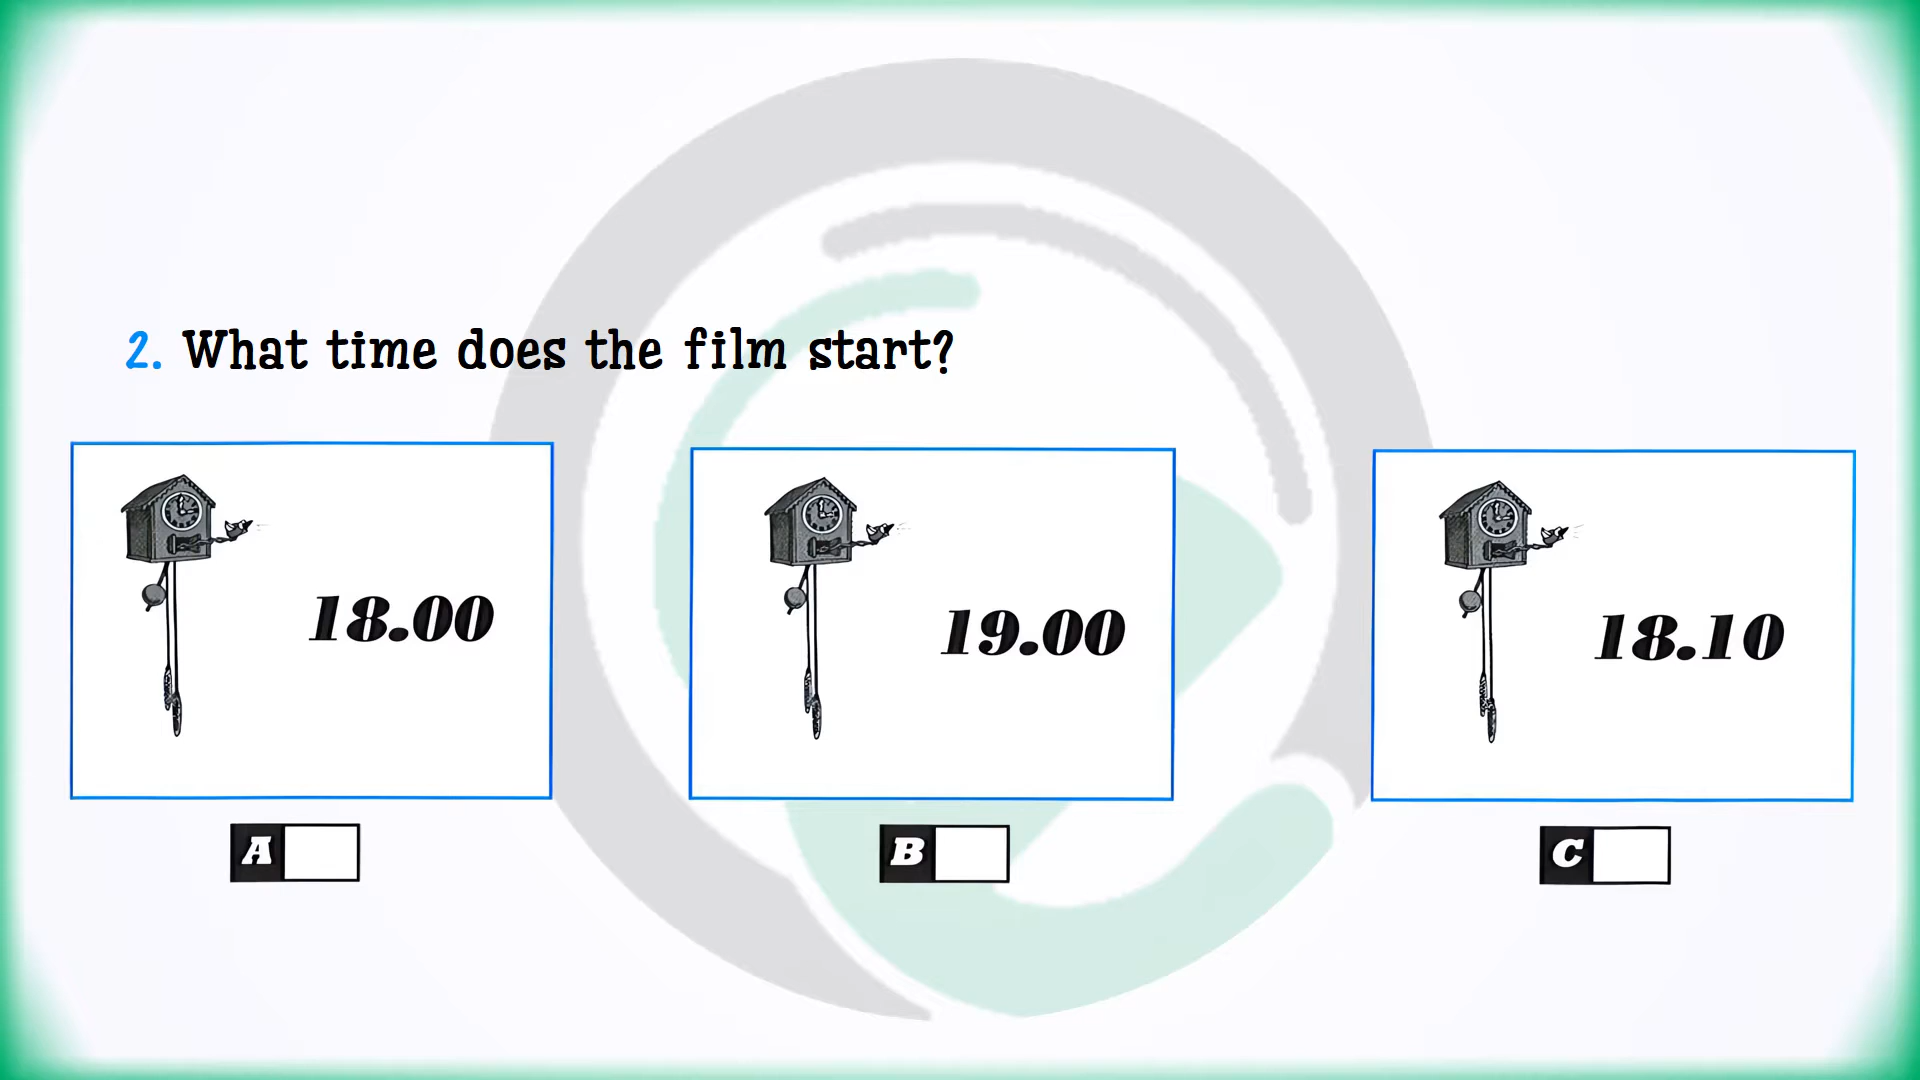 2. What time does the film start?
18.00
19.00
18.10
A
B
C